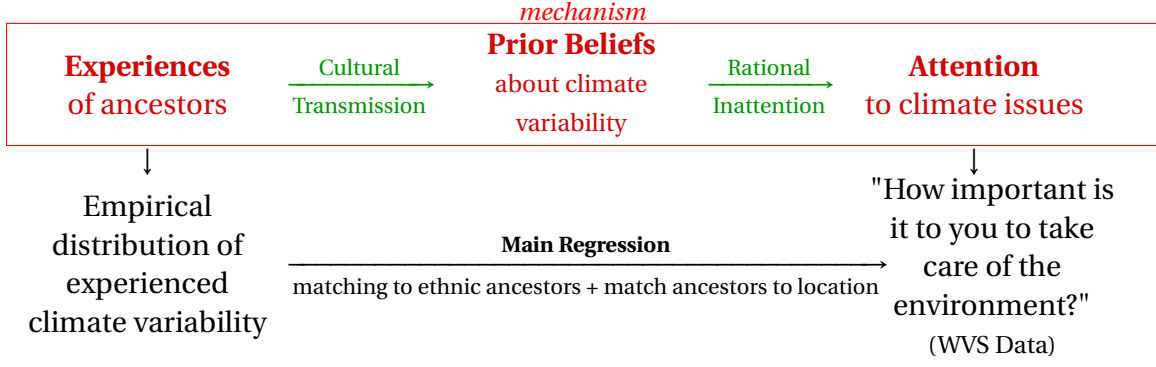 mechanism
Experiences
of ancestors
Cultural
Transmission
Prior Beliefs
about climate
variability
Rational
Inattention
Attention
to climate issues
Empirical
distribution of
experienced
climate variability
Main Regression
matching to ethnic ancestors + match ancestors to location
"How important is
it to you to take
care of the
environment?"
(WVS Data)